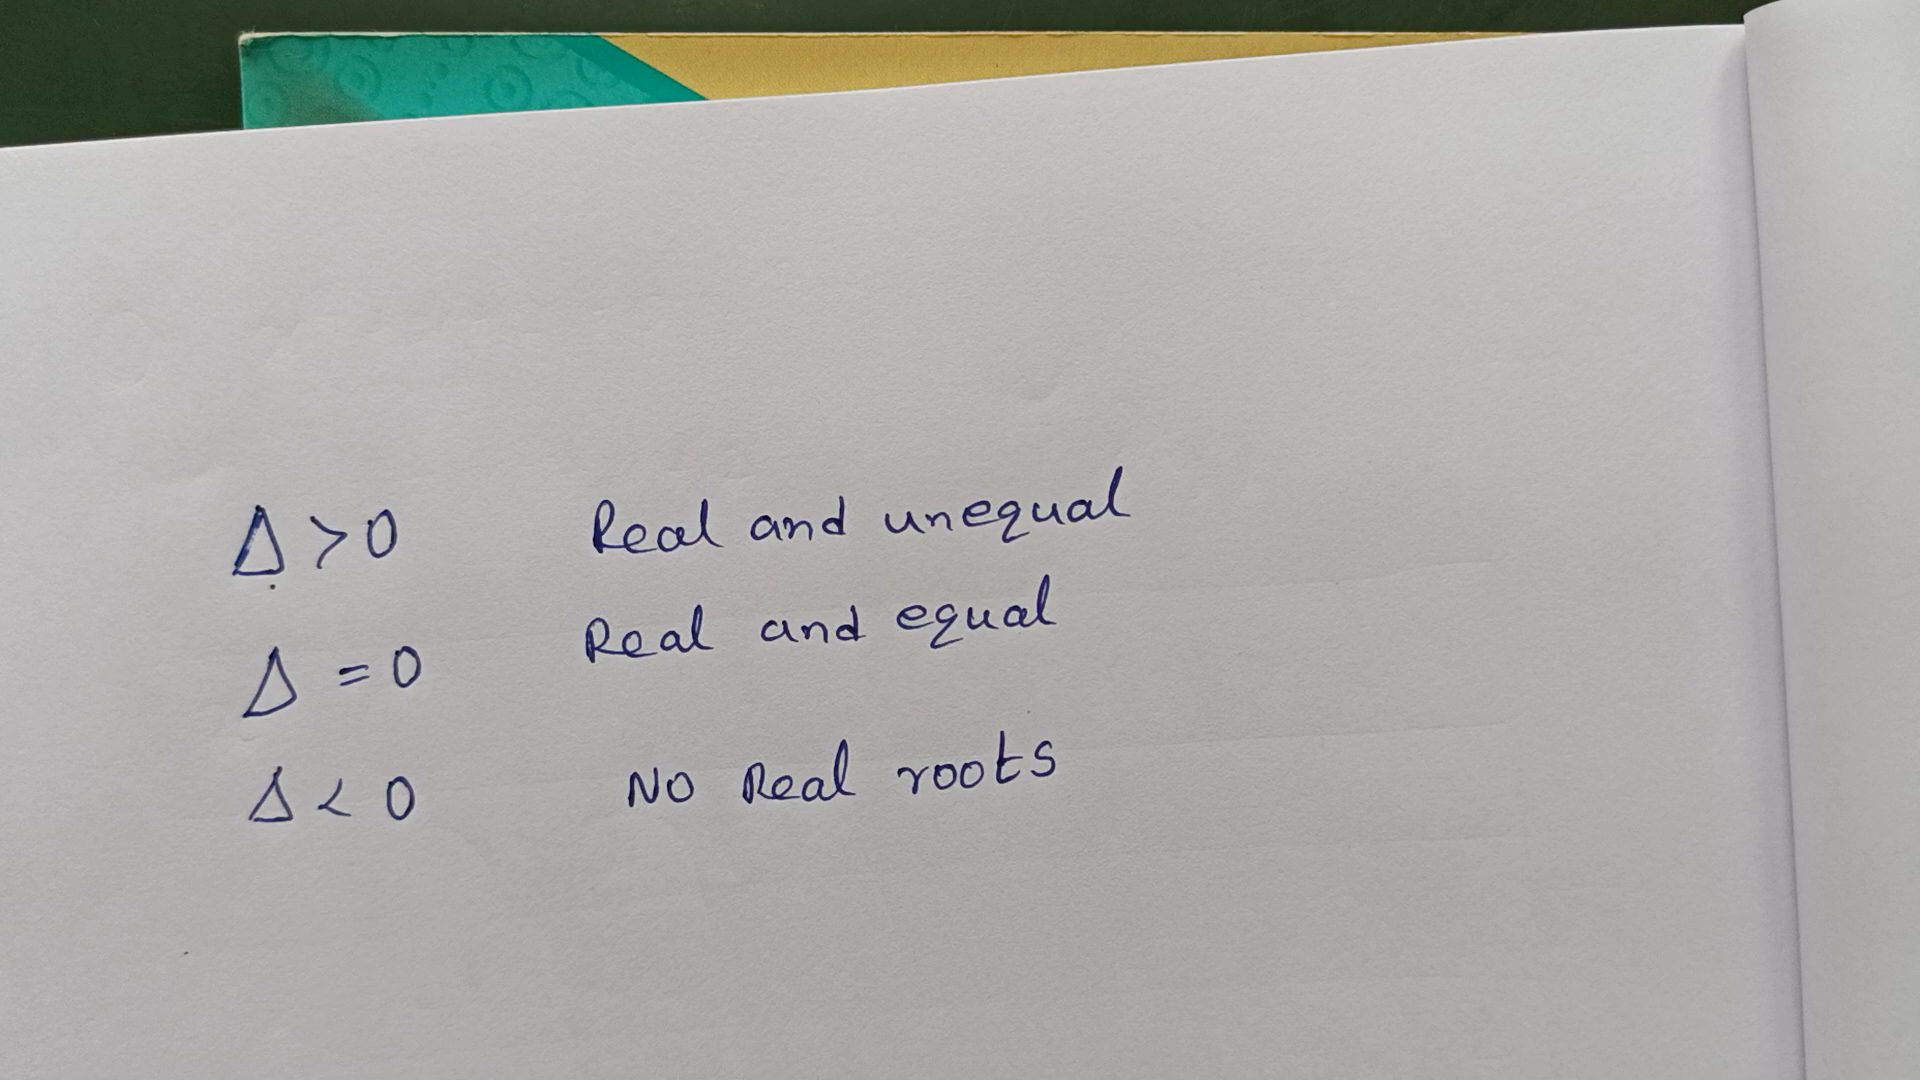 Δ > 0 Real and unequal
Δ = 0 Real and equal
Δ < 0 No Real roots